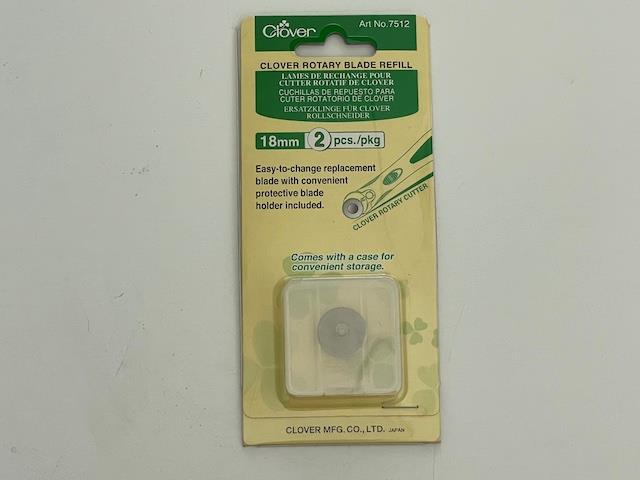 Clover
Art No.7512
CLOVER ROTARY BLADE REFILL
LAMES DE RECHANGE POUR
CUTTER ROTATIF DE CLOVER
CUCHILLAS DE REPUESTO PARA
CUTER ROTATORIO DE CLOVER
ERSATZKLINGE FÜR CLOVER
ROLLSCHNEIDER
18mm 2 pcs./pkg
Easy-to-change replacement
blade with convenient
protective blade
holder included.
CLOVER ROTARY CUTTER
Comes with a case for
convenient storage.
CLOVER MFG. CO., LTD. JAPAN